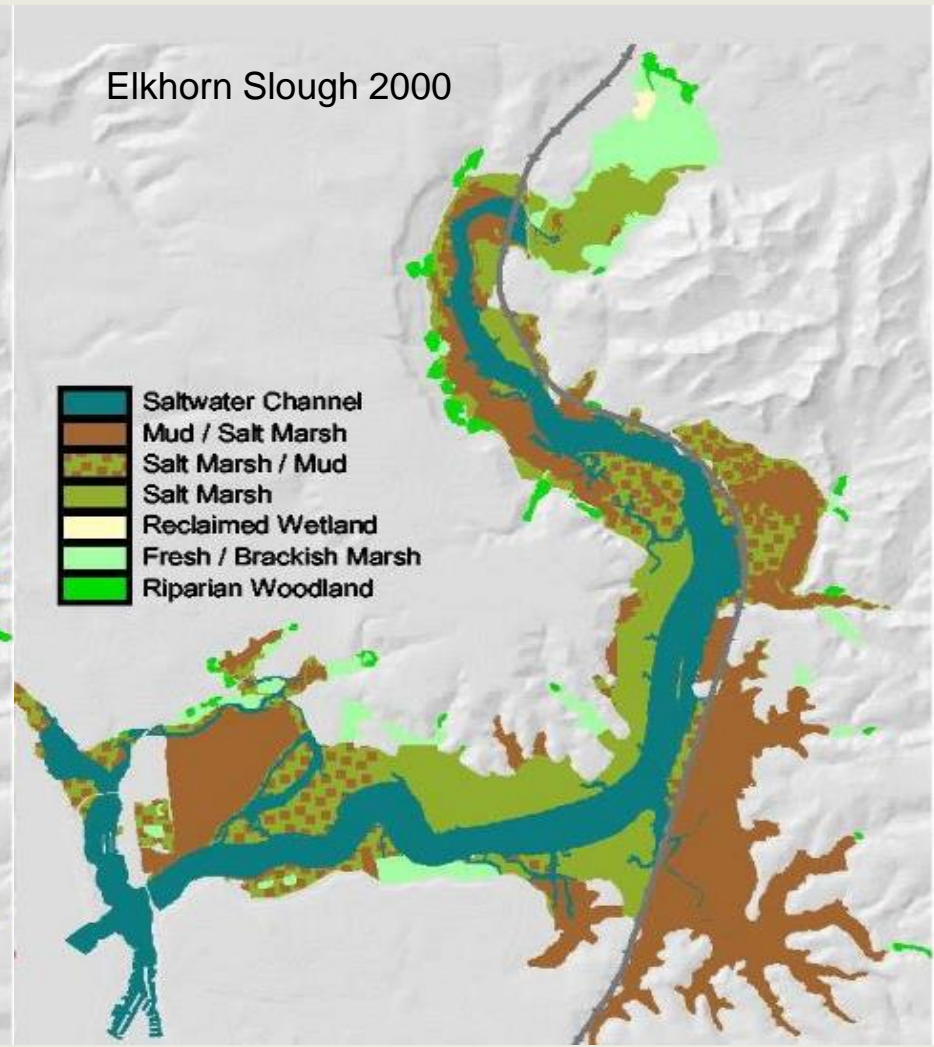 Elkhorn Slough 2000
Saltwater Channel
Mud / Salt Marsh
Salt Marsh / Mud
Salt Marsh
Reclaimed Wetland
Fresh / Brackish Marsh
Riparian Woodland